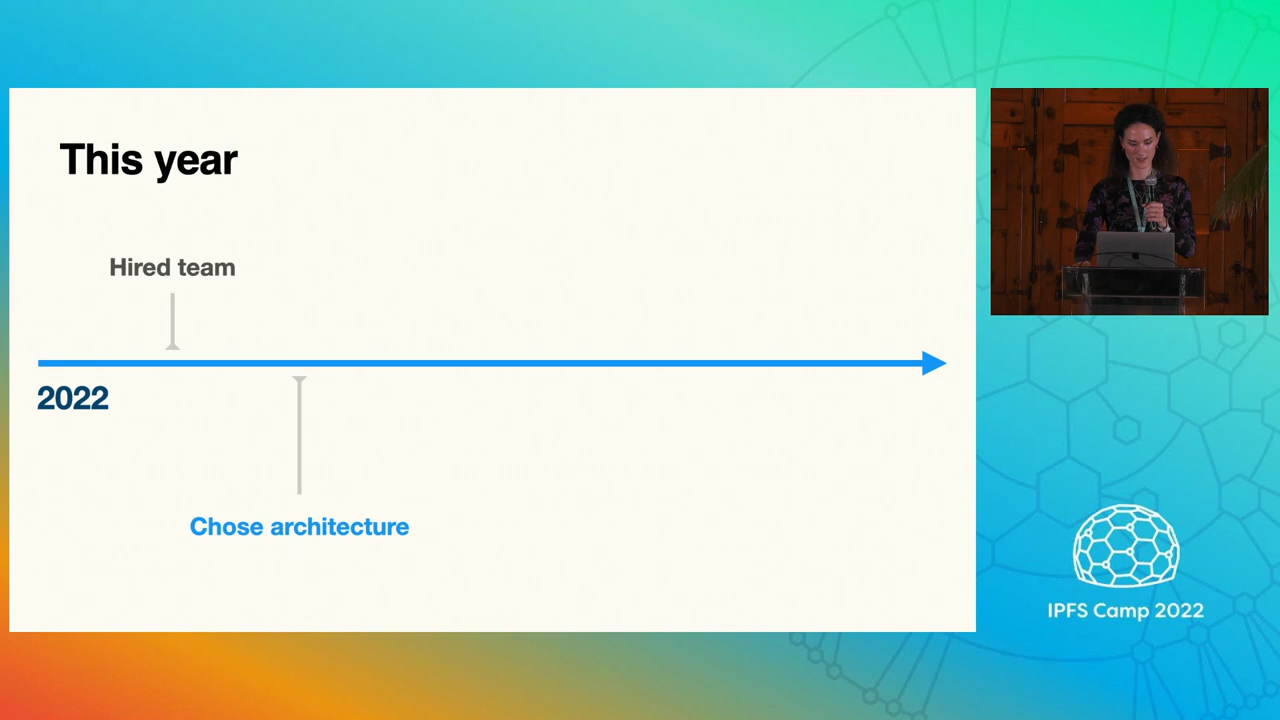 This year
Hired team
2022
Chose architecture
IPFS Camp 2022